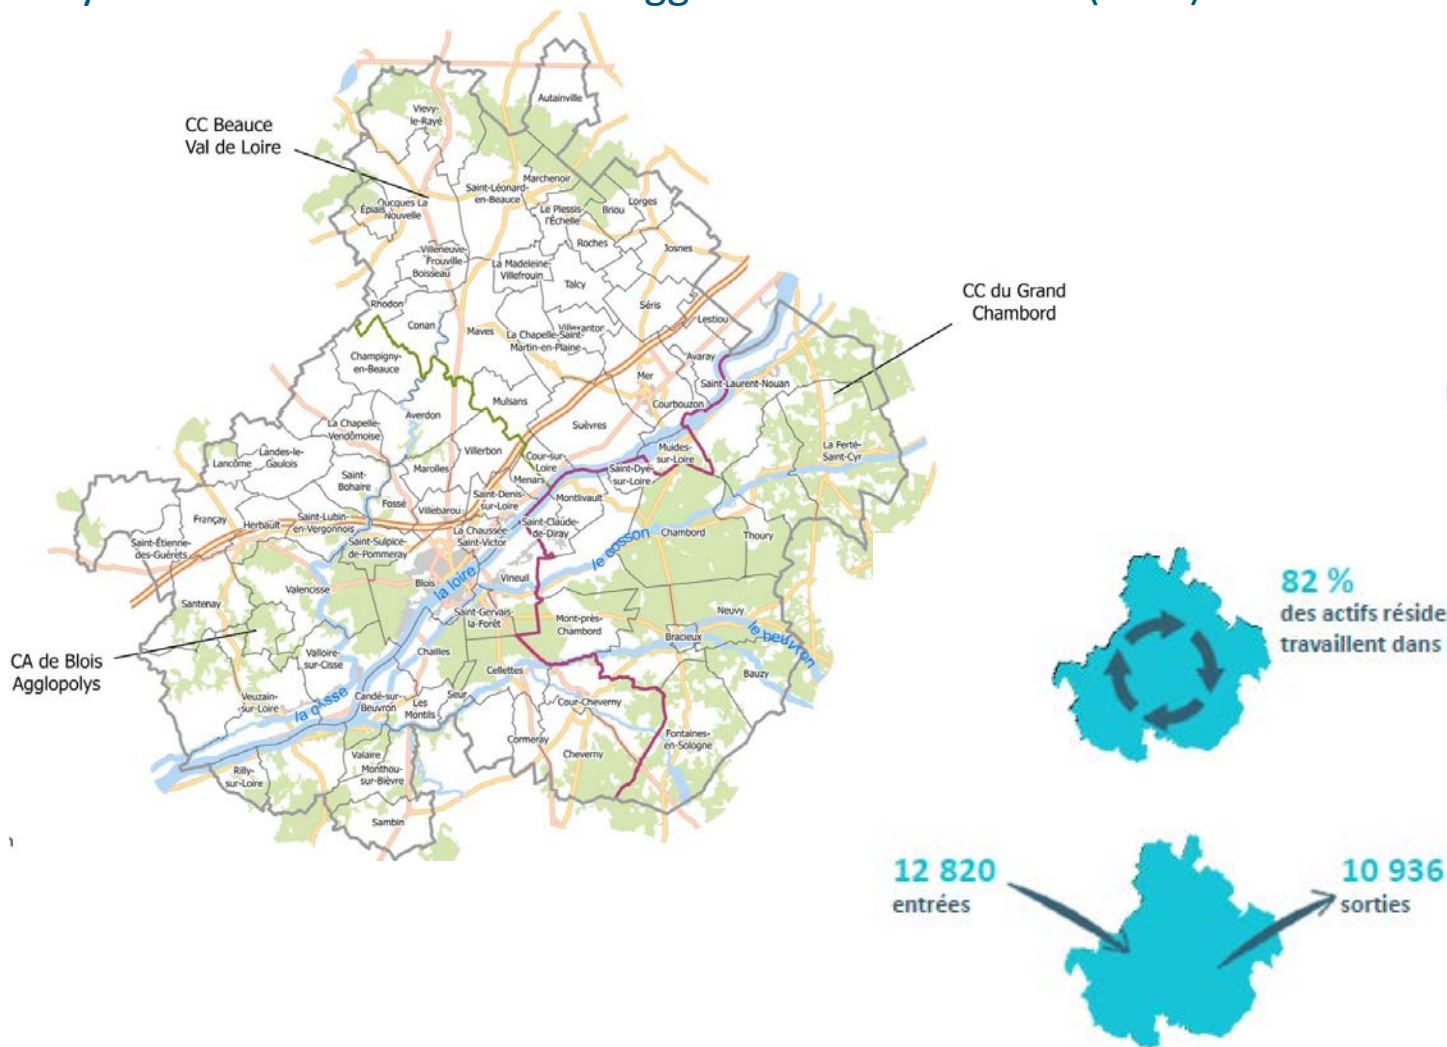 Autainville
Vievy-
le-Rayé
CC Beauce
Val de Loire
Marchenoir
Saint-Léonard-
en-Beauce
Oucques La
Nouvelle
Épiais
Le Plessis-
l'Échelle
Briou
Lorges
Roches
Josnes
Villeneuve-
Frouville
Boisseau
La Madeleine-
Villefrouin
Talcy
CC du Grand
Chambord
Rhodon
Séris
Conan
Maves
Villexanton
La Chapelle-Saint-
Martin-en-Plaine
Lestiou
Champigny-
en-Beauce
Avaray
Mer
Saint-Laurent-Nouan
Mulsans
Courbouzon
Averdon
La Chapelle-
Vendômoise
Suèvres
Landes-le-
Gaulois
Lancôme
Villerbon
Cour-sur-
Loire
Muides-
sur-Loire
La Ferté-
Saint-Cyr
Marolles
Saint-
Bohaire
Menars
Saint-Dyé-
sur-Loire
Saint-Denis-
sur-Loire
Montlivault
Fossé
Villebarou
Françay
Herbault
Saint-Lubin-
en-Vergonnois
Saint-Claude-
de-Diray
La Chaussée-
Saint-Victor
le cosson
Chambord
Thoury
Saint-Étienne-
des-Guérets
Saint-Sulpice-
de-Pommeray
Blois
la loire
Vineuil
Valencisse
Santenay
Saint-Gervais-
la-Forêt
Mont-près-
Chambord
Neuvy
Bracieux
le beuvron
82 %
des actifs réside
travaillent dans
CA de Blois
Agglopolys
Valloire-
sur-Cisse
Chailles
Cellettes
Bauzy
Veuzain-
sur-Loire
la cisse
Candé-sur-
Beuvron
Les
Montils
Seur
Cour-Cheverny
Cormeray
Cheverny
Fontaines-
en-Sologne
Rilly-
sur-Loire
Valaire
Monthou-
sur-Bièvre
Sambin
12 820
entrées
10 936
sorties